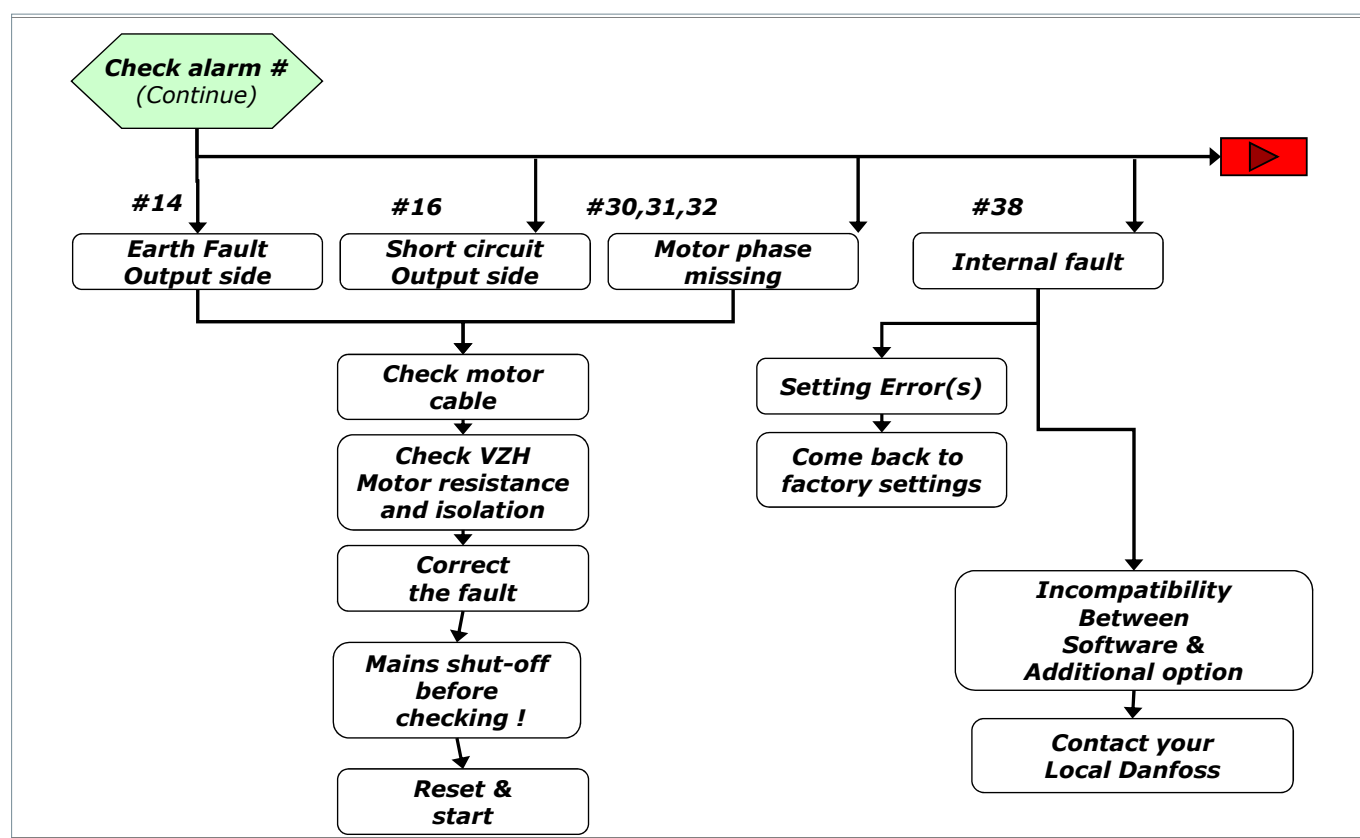 Check alarm #
(Continue)
#14
#16
#30,31,32
#38
Earth Fault
Output side
Short circuit
Output side
Motor phase
missing
Internal fault
Check motor
cable
Setting Error(s)
Check VZH
Motor resistance
and isolation
Come back to
factory settings
Correct
the fault
Incompatibility
Between
Software &
Additional option
Mains shut-off
before
checking !
Contact your
Local Danfoss
Reset &
start